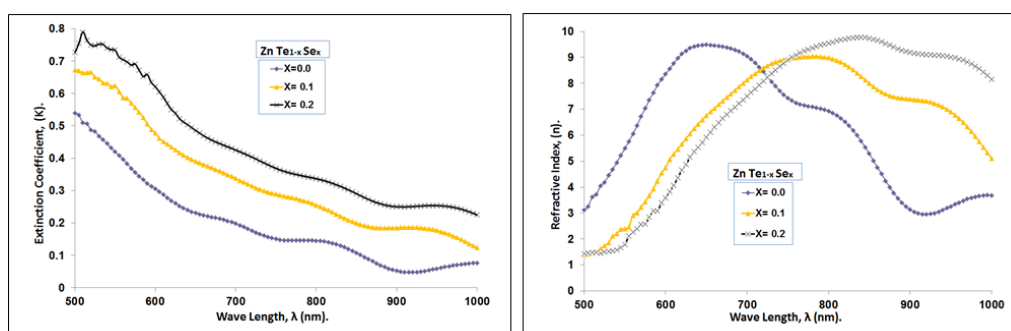 0.8
0.7
0.6
0.5
0.4
0.3
0.2
0.1
0
Extinction Coefficient, (K).
Zn Te1-x Sex
X=0.0
X= 0.1
X= 0.2
500 600 700 800 900 1000
Wave Length, λ (nm).
10
9
8
7
6
5
4
3
2
1
0
Refractive Index, (n).
Zn Te1-x Sex
X= 0.0
X= 0.1
X= 0.2
500 600 700 800 900 1000
Wave Length, λ (nm).